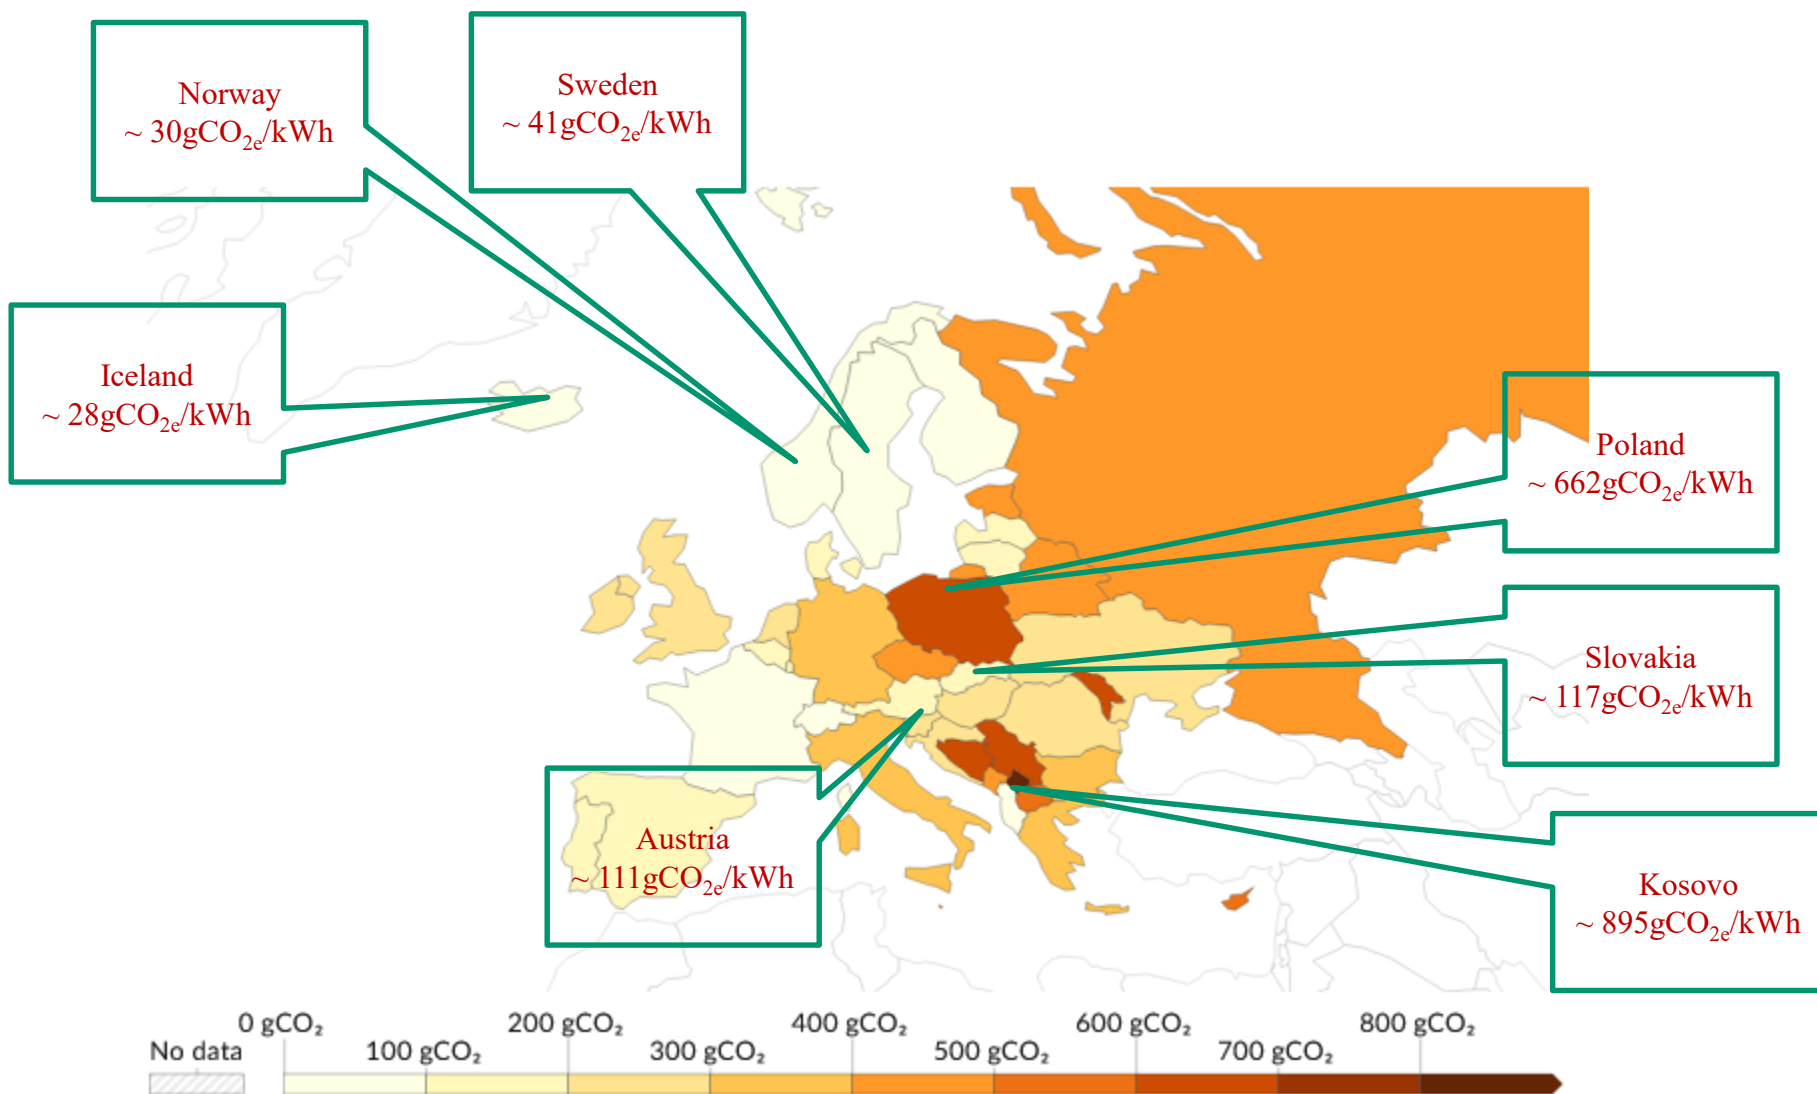 Norway
~ 30gCO₂ₑ/kWh
Sweden
~ 41gCO₂ₑ/kWh
Iceland
~ 28gCO₂ₑ/kWh
Poland
~ 662gCO₂ₑ/kWh
Slovakia
~ 117gCO₂ₑ/kWh
Austria
~ 111gCO₂ₑ/kWh
Kosovo
~ 895gCO₂ₑ/kWh
0 gCO₂ 200 gCO₂ 400 gCO₂ 600 gCO₂ 800 gCO₂
No data 100 gCO₂ 300 gCO₂ 500 gCO₂ 700 gCO₂